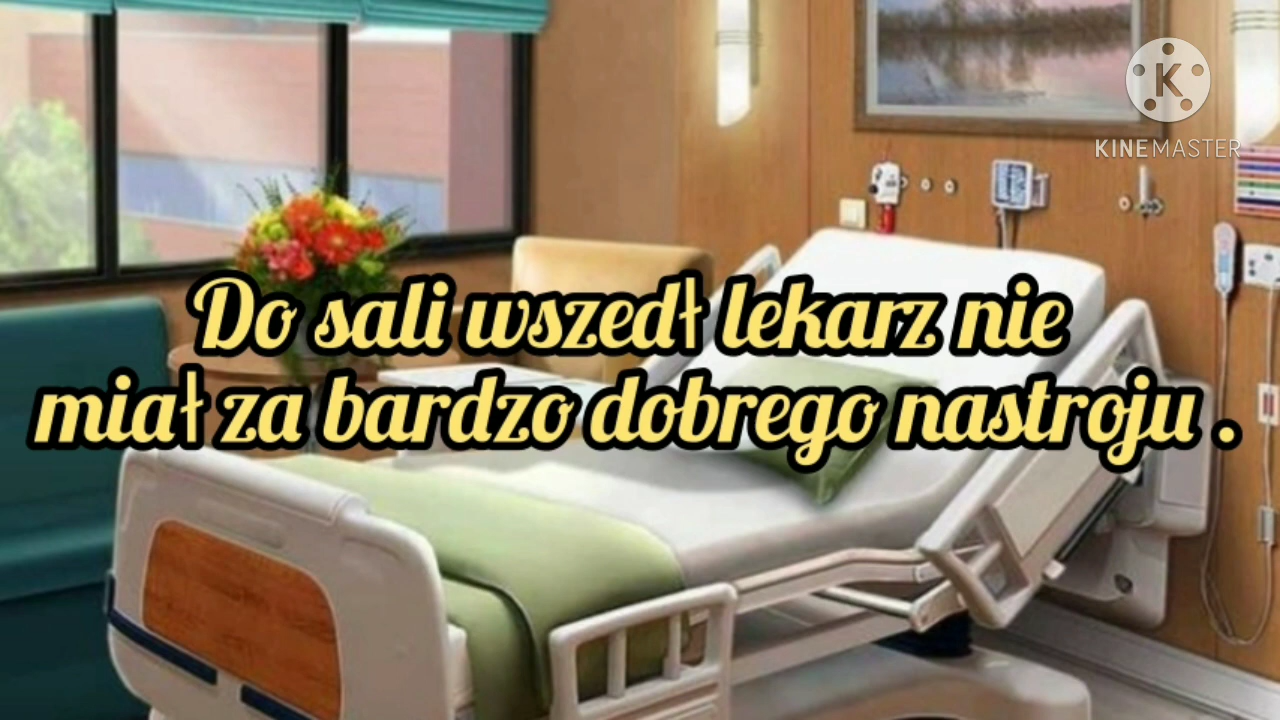 K
KINEMASTER
Do sali wszedł lekarz nie
miał za bardzo dobrego nastroju .